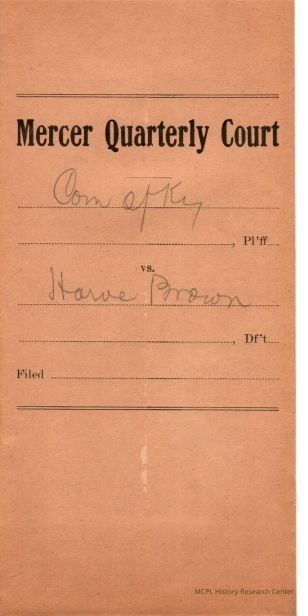 Mercer Quarterly Court
Com of Ky
, Pl'ff
vs.
Harve Brown
, Df't
Filed
MCPL History Research Center